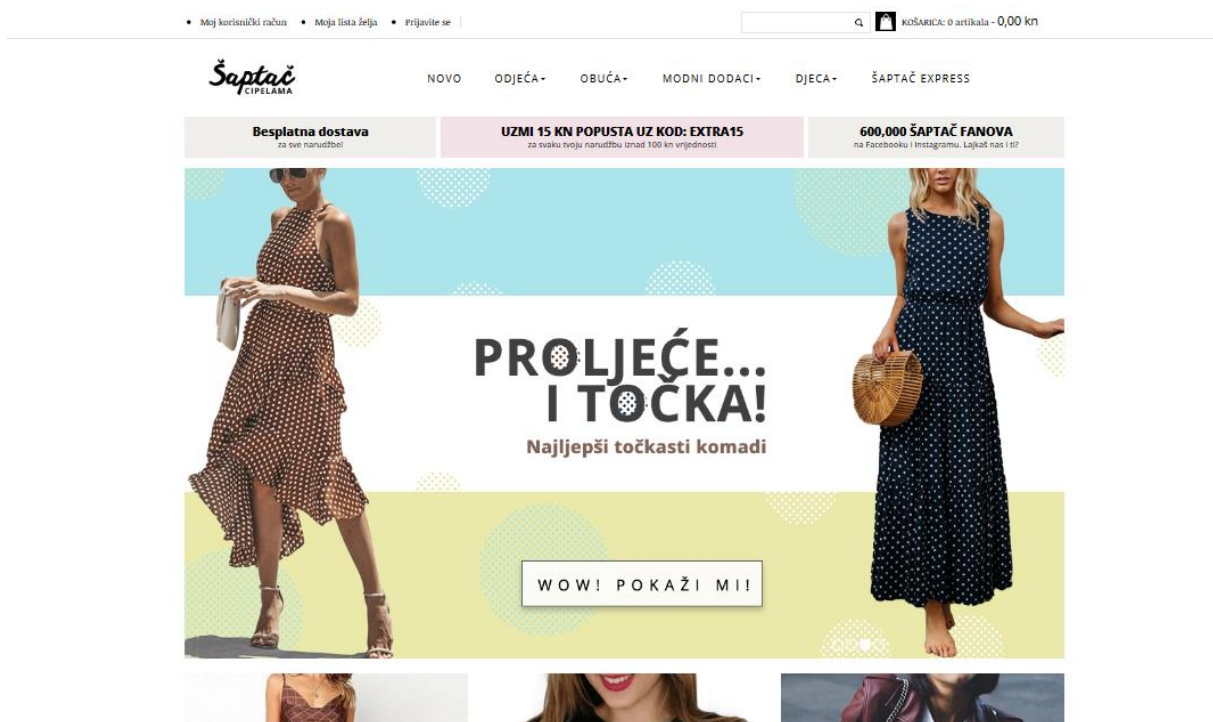 Moj korisnički račun
Moja lista želja
Prijavite se
KOŠARICA: 0 artikala - 0,00 kn
Šaptač
CIPELAMA
NOVO
ODJEĆA
OBUĆA
MODNI DODACI
DJECA
ŠAPTAČ EXPRESS
Besplatna dostava
za sve narudžbe!
UZMI 15 KN POPUSTA UZ KOD: EXTRA15
za svaku tvoju narudžbu iznad 100 kn vrijednosti
600,000 ŠAPTAČ FANOVA
na Facebooku i Instagramu. Lajkaš nas i ti?
PROLJEĆE...
I TOČKA!
Najljepši točkasti komadi
WOW! POKAŽI MI!